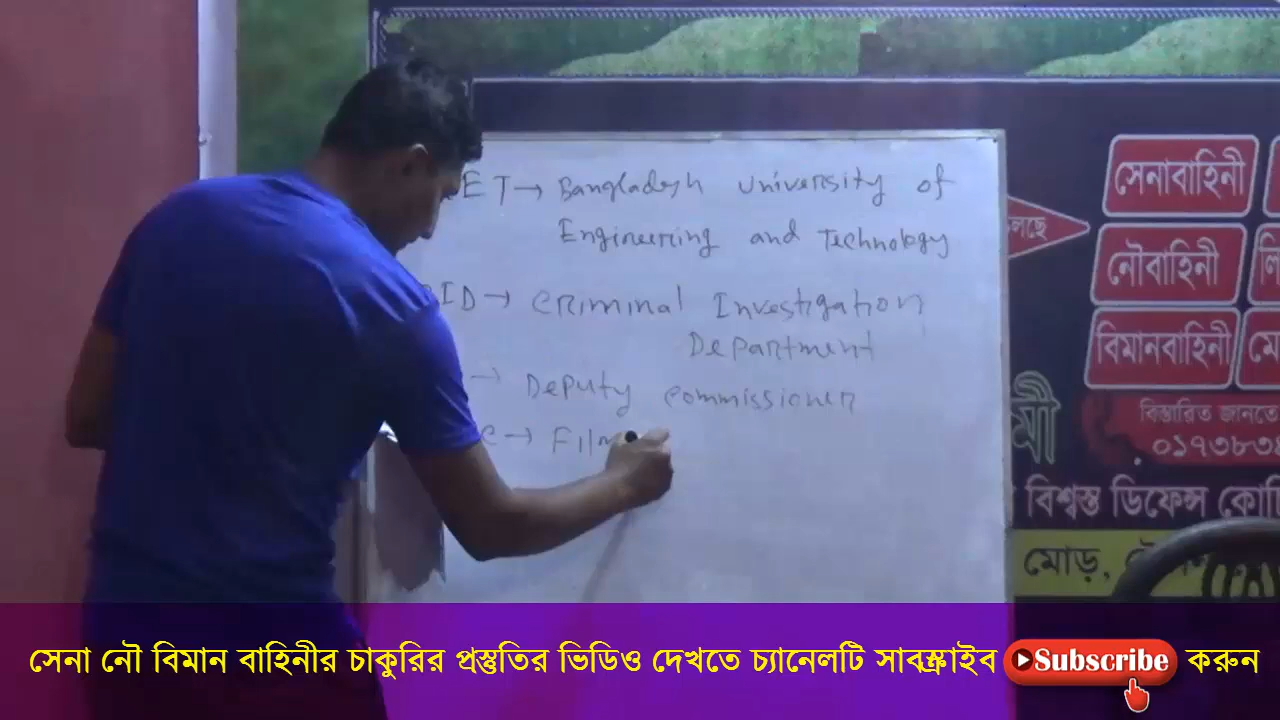 ET → Bangladesh University of
Engineering and Technology
ID → Criminal Investigation
Department
→ Deputy Commissioner
C → Film
সেনাবাহিনী
নৌবাহিনী
বিমানবাহিনী
বিস্তারিত জানতে
০১৭৩৮৩৪
বিশ্বস্ত ডিফেন্স কোচি
মোড়,
সেনা নৌ বিমান বাহিনীর চাকুরির প্রস্তুতির ভিডিও দেখতে চ্যানেলটি সাবস্ক্রাইব Subscribe করুন